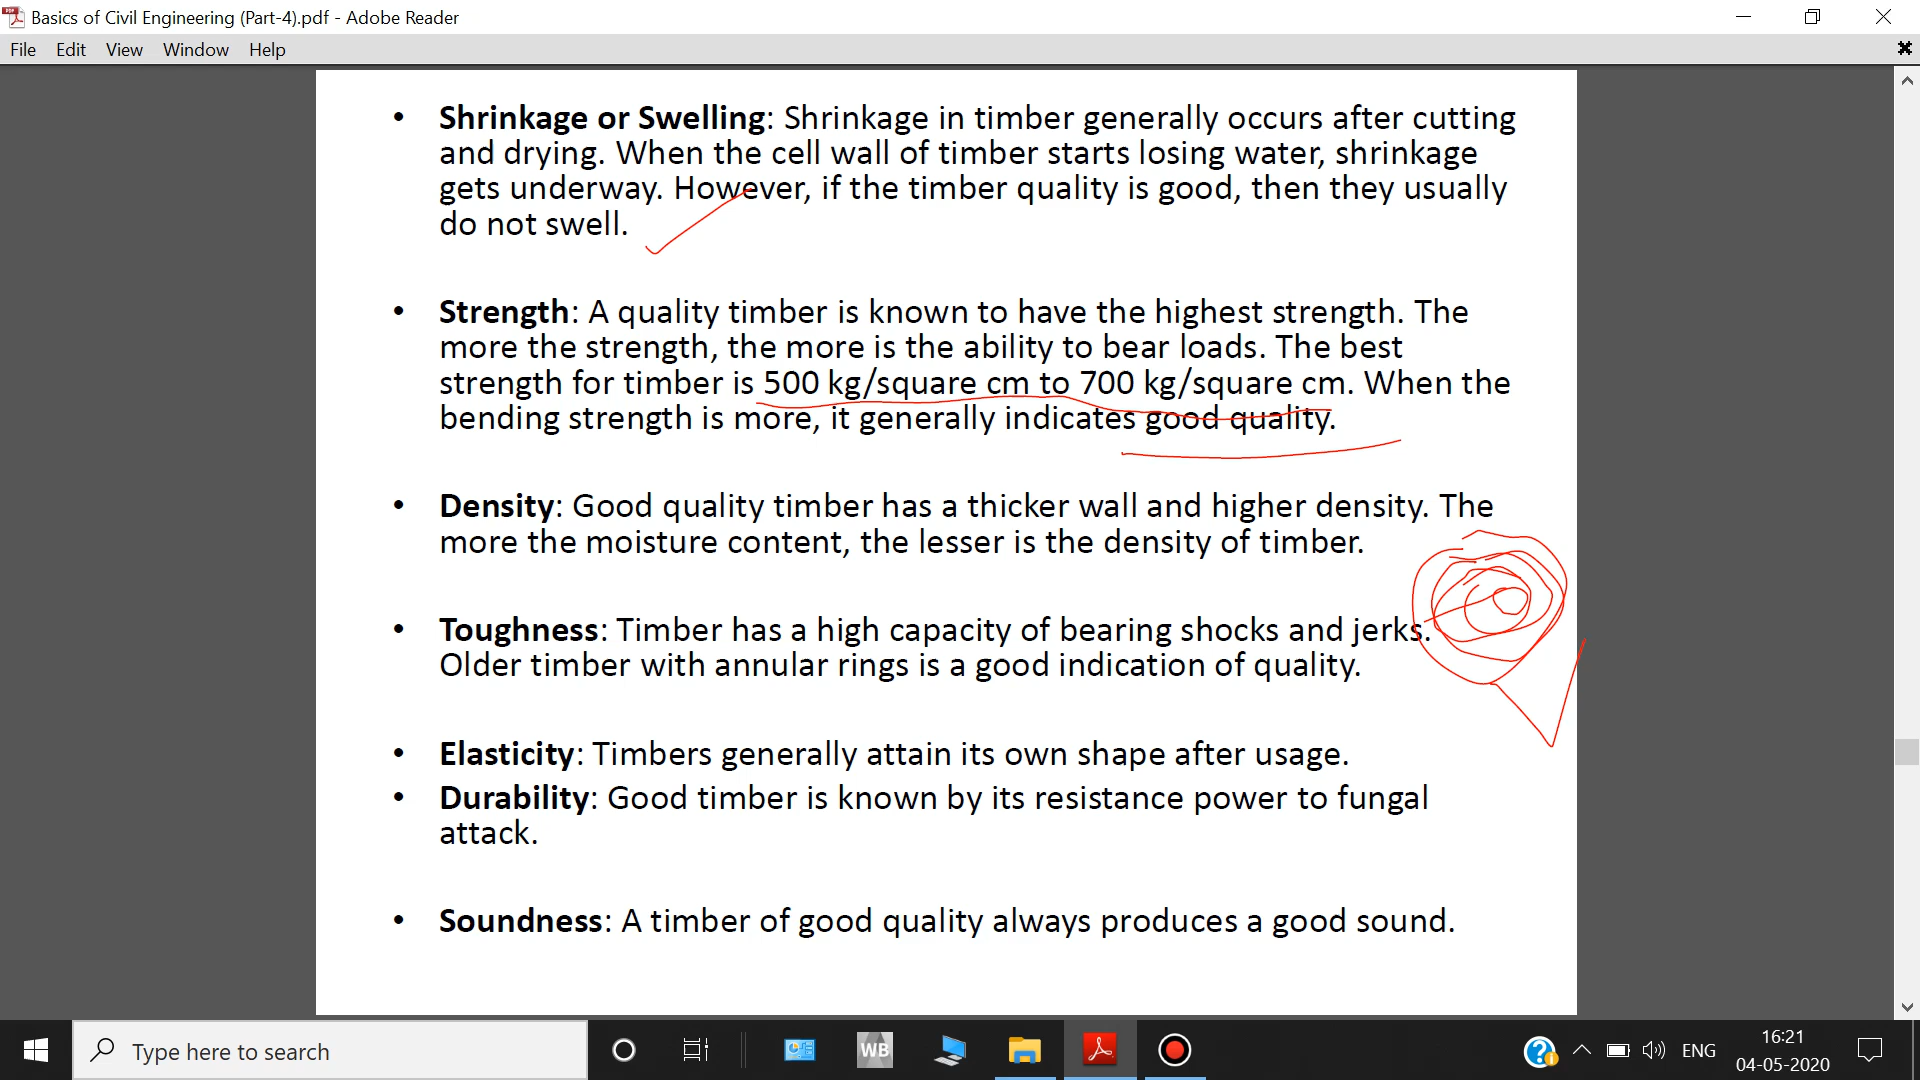 Basics of Civil Engineering (Part-4).pdf - Adobe Reader
File Edit View Window Help
• Shrinkage or Swelling: Shrinkage in timber generally occurs after cutting
and drying. When the cell wall of timber starts losing water, shrinkage
gets underway. However, if the timber quality is good, then they usually
do not swell.
• Strength: A quality timber is known to have the highest strength. The
more the strength, the more is the ability to bear loads. The best
strength for timber is 500 kg/square cm to 700 kg/square cm. When the
bending strength is more, it generally indicates good quality.
• Density: Good quality timber has a thicker wall and higher density. The
more the moisture content, the lesser is the density of timber.
• Toughness: Timber has a high capacity of bearing shocks and jerks.
Older timber with annular rings is a good indication of quality.
• Elasticity: Timbers generally attain its own shape after usage.
• Durability: Good timber is known by its resistance power to fungal
attack.
• Soundness: A timber of good quality always produces a good sound.
Type here to search
WB
ENG
16:21
04-05-2020